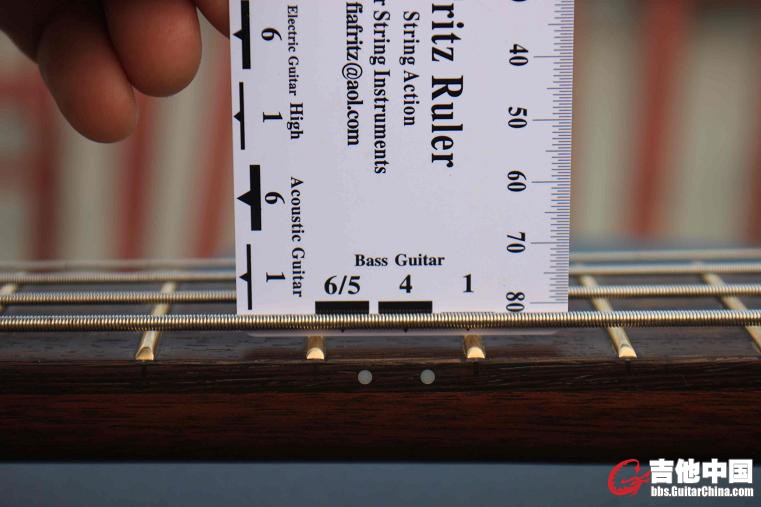 ritz Ruler
String Action
r String Instruments
fiafritz@aol.com
Electric Guitar High
6
1
Acoustic Guitar
6
1
40
50
60
70
80
Bass Guitar
6/5 4 1
吉他中国
bbs.GuitarChina.com